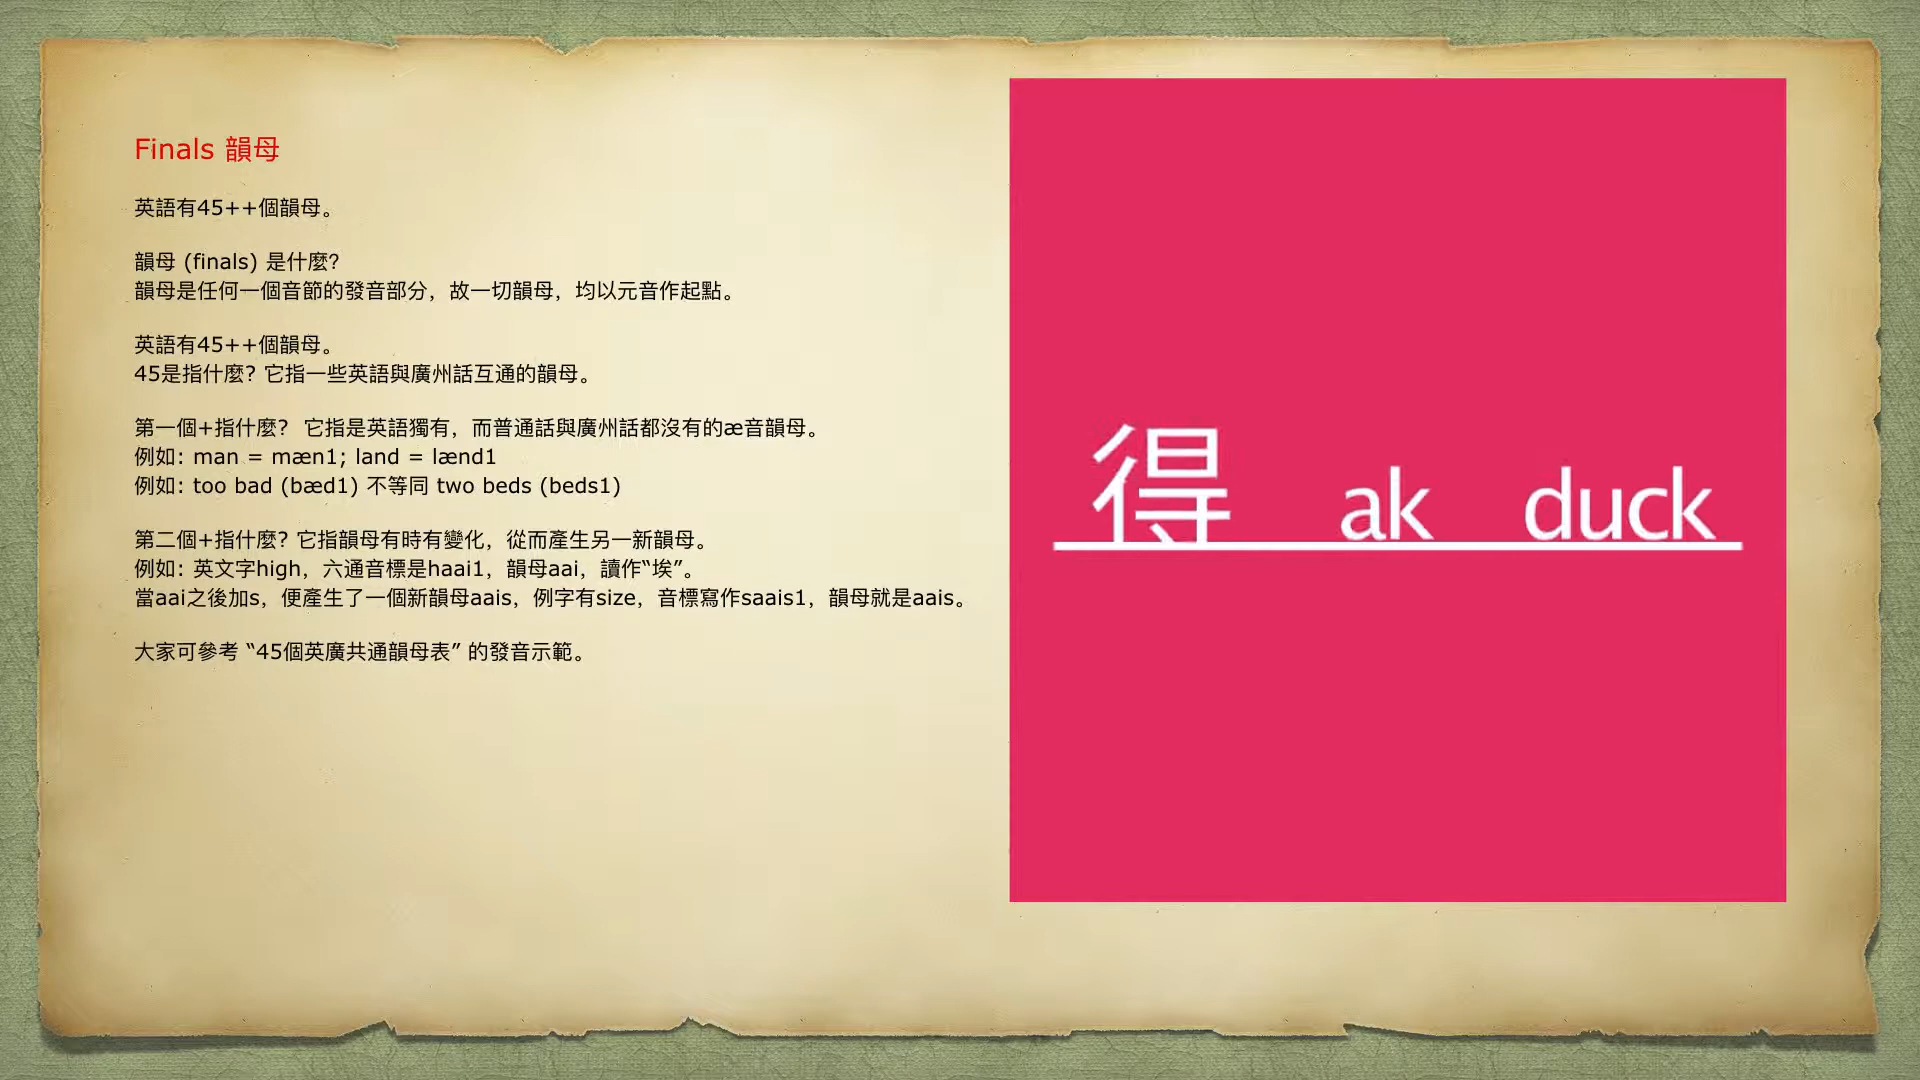 Finals 韻母
英語有45++個韻母。
韻母 (finals) 是什麼?
韻母是任何一個音節的發音部分，故一切韻母，均以元音作起點。
英語有45++個韻母。
45是指什麼? 它指一些英語與廣州話互通的韻母。
第一個+指什麼?  它指是英語獨有，而普通話與廣州話都沒有的æ音韻母。
例如: man = mæn1; land = lænd1
例如: too bad (bæd1) 不等同 two beds (beds1)
第二個+指什麼? 它指韻母有時有變化，從而產生另一新韻母。
例如: 英文字high，六通音標是haai1，韻母aai，讀作“埃”。
當aai之後加s，便產生了一個新韻母aais，例字有size，音標寫作saais1，韻母就是aais。
大家可參考 “45個英廣共通韻母表” 的發音示範。
得 ak duck